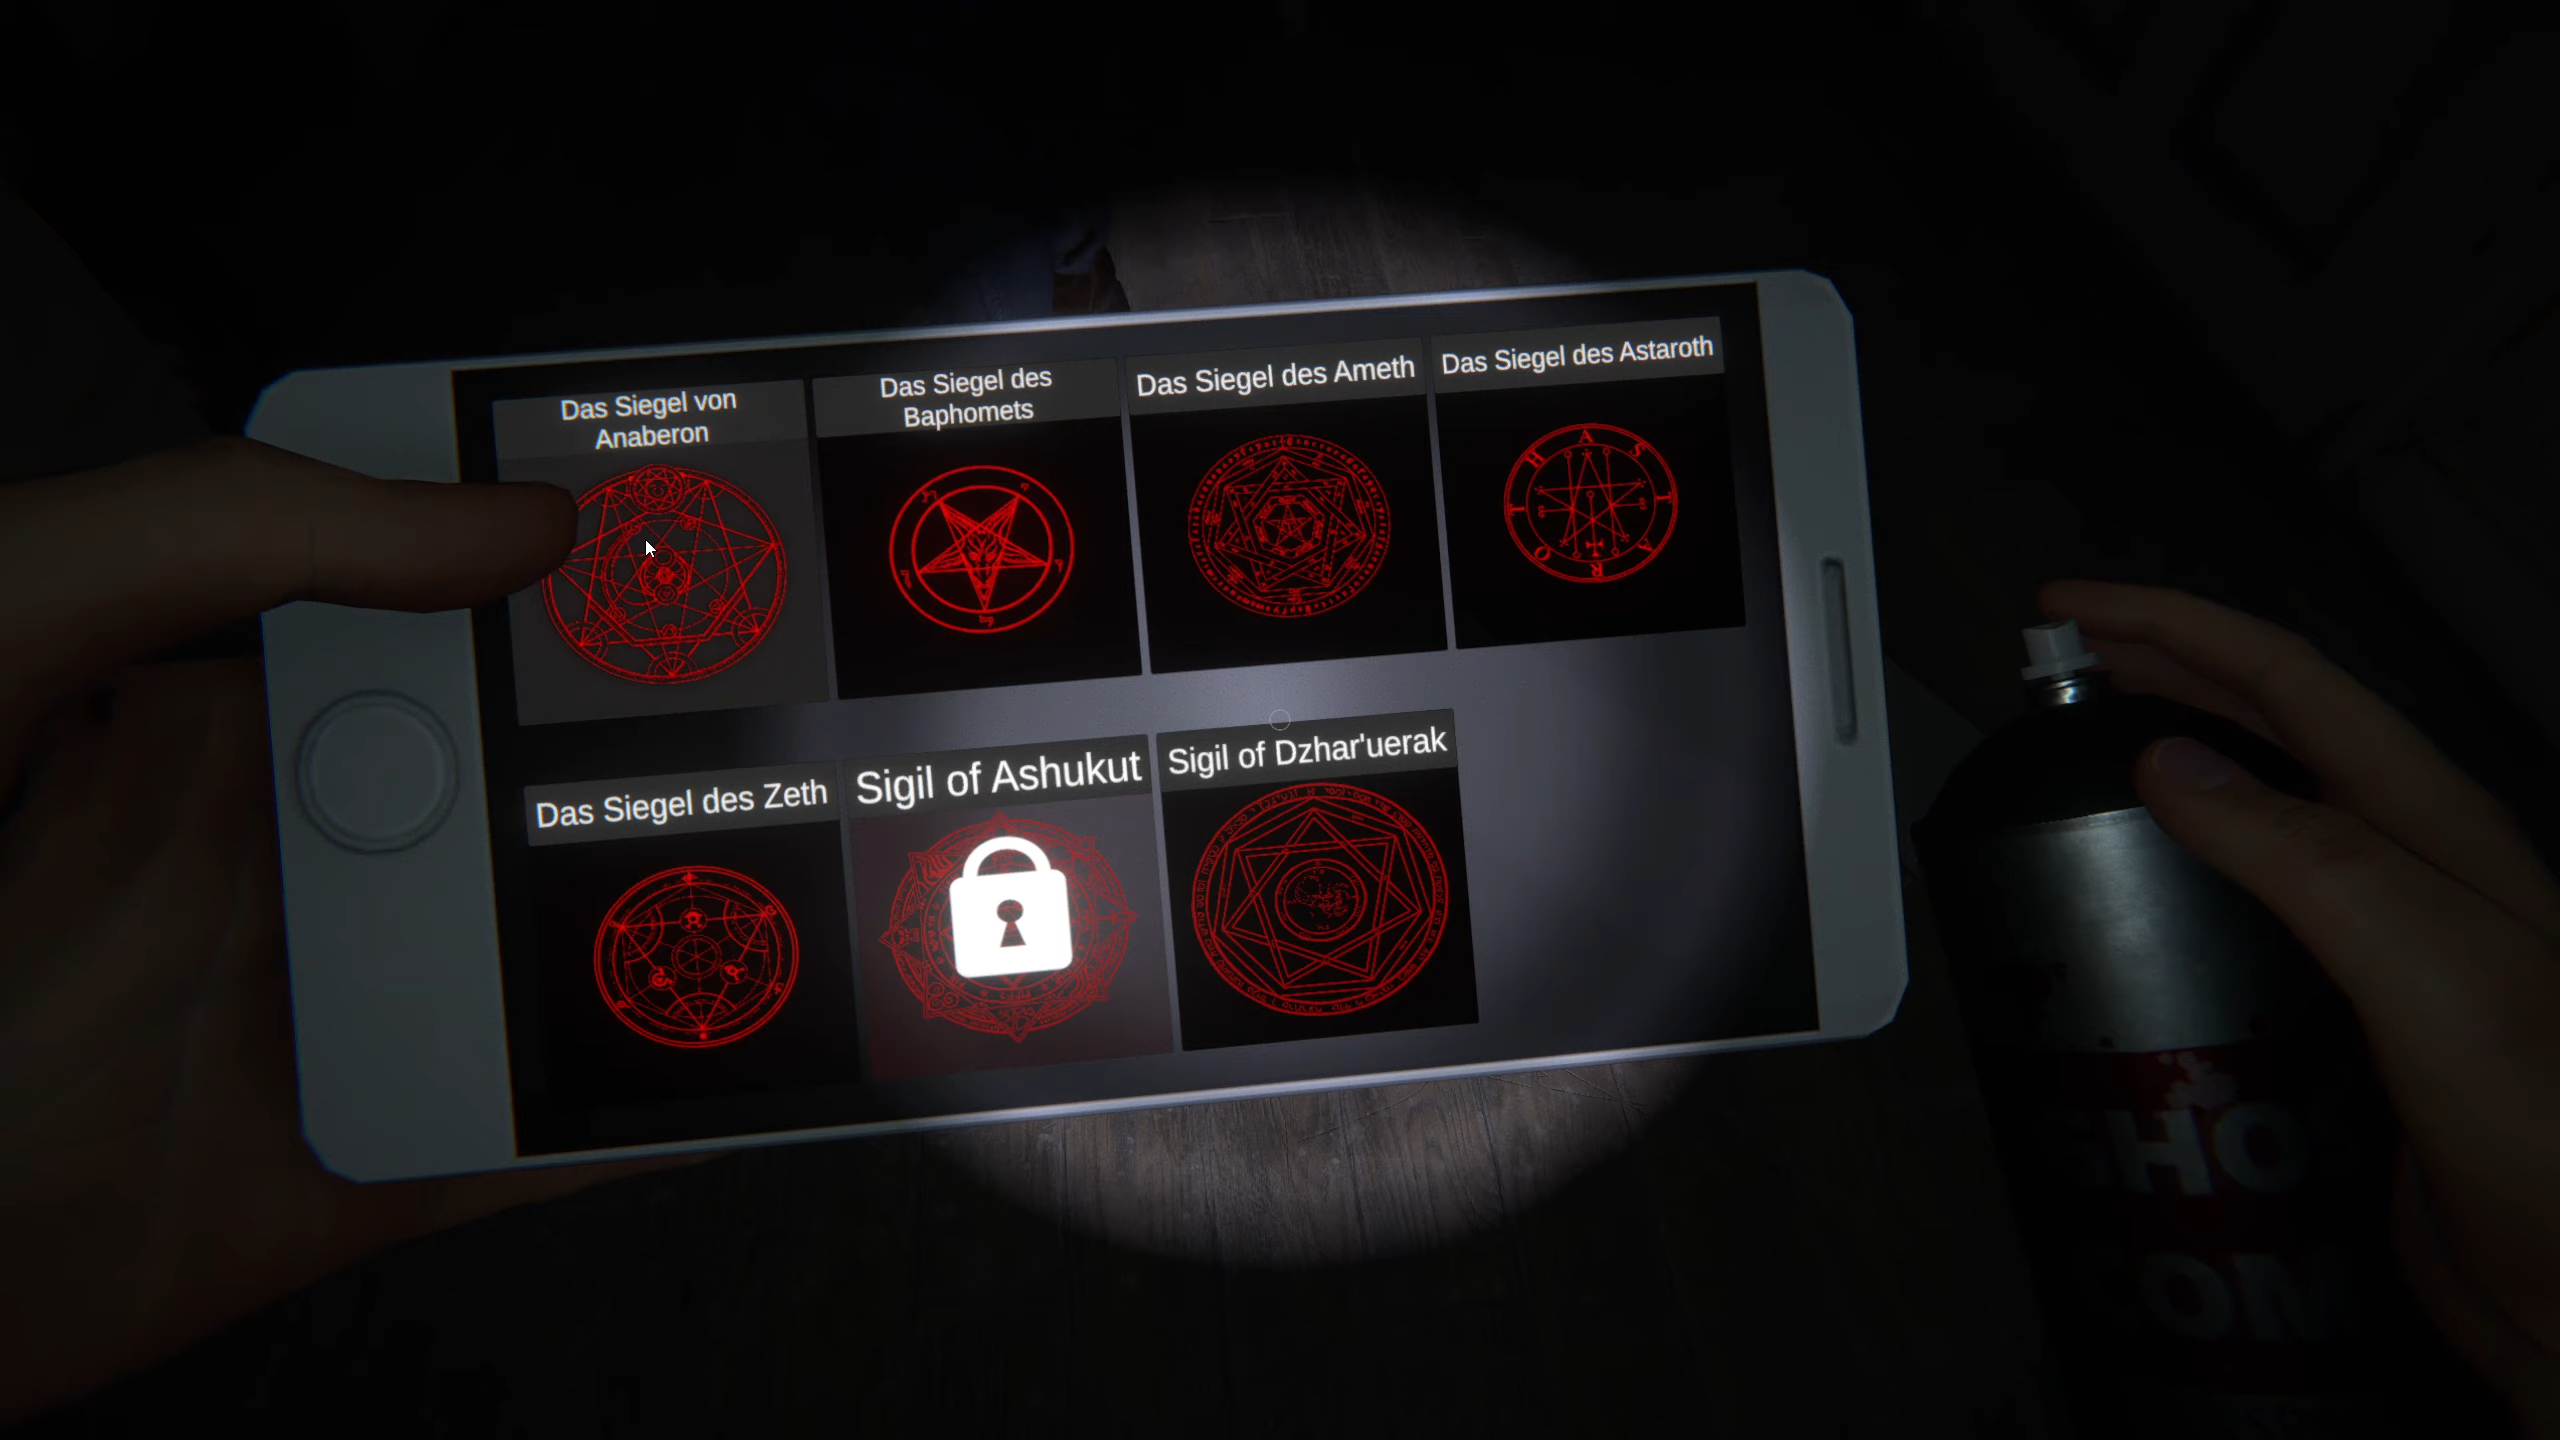 Das Siegel von
Anaberon
Das Siegel des
Baphomets
Das Siegel des Ameth
Das Siegel des Astaroth
A
S
T
A
R
O
T
H
Das Siegel des Zeth
Sigil of Ashukut
Sigil of Dzhar'uerak